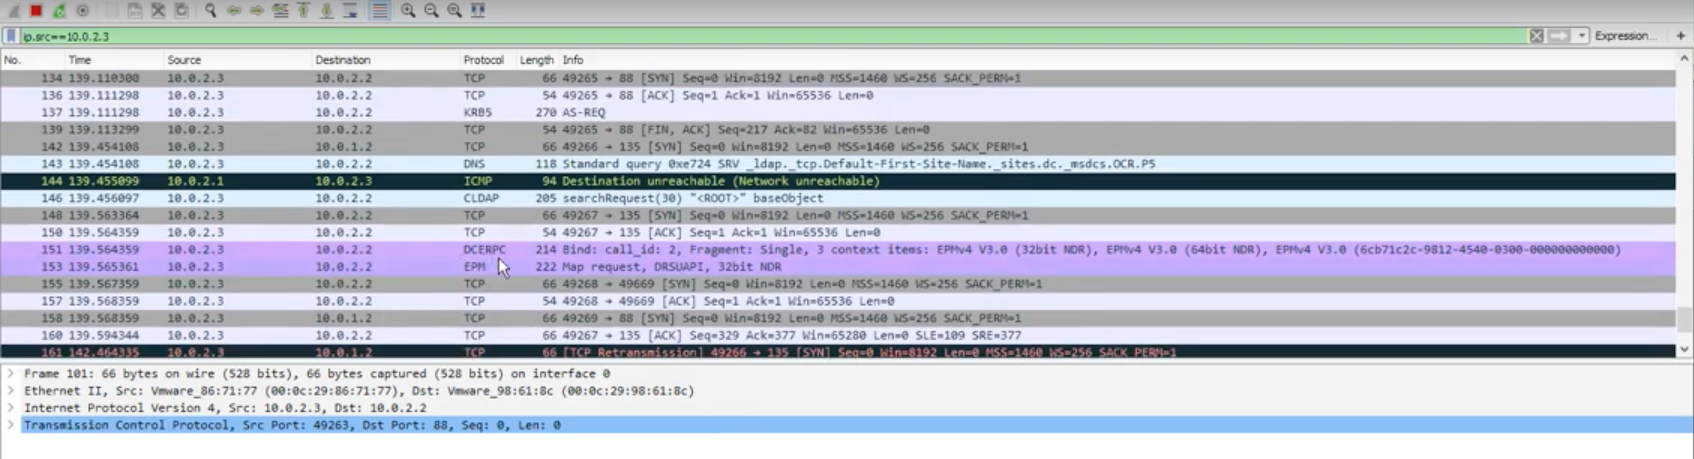 ip.src==10.0.2.3 Expression... +
No. Time Source Destination Protocol Length Info
134 139.110300 10.0.2.3 10.0.2.2 TCP 66 49265 → 88 [SYN] Seq=0 Win=8192 Len=0 MSS=1460 WS=256 SACK_PERM=1
136 139.111298 10.0.2.3 10.0.2.2 TCP 54 49265 → 88 [ACK] Seq=1 Ack=1 Win=65536 Len=0
137 139.111298 10.0.2.3 10.0.2.2 KRB5 270 AS-REQ
139 139.113299 10.0.2.3 10.0.2.2 TCP 54 49265 → 88 [FIN, ACK] Seq=217 Ack=82 Win=65536 Len=0
142 139.454108 10.0.2.3 10.0.1.2 TCP 66 49266 → 135 [SYN] Seq=0 Win=8192 Len=0 MSS=1460 WS=256 SACK_PERM=1
143 139.454108 10.0.2.3 10.0.2.2 DNS 118 Standard query 0xe724 SRV _ldap._tcp.Default-First-Site-Name._sites.dc._msdcs.OCR.P5
144 139.455099 10.0.2.1 10.0.2.3 ICMP 94 Destination unreachable (Network unreachable)
146 139.456097 10.0.2.3 10.0.2.2 CLDAP 205 searchRequest(30) "<ROOT>" baseObject
148 139.563364 10.0.2.3 10.0.2.2 TCP 66 49267 → 135 [SYN] Seq=0 Win=8192 Len=0 MSS=1460 WS=256 SACK_PERM=1
150 139.564359 10.0.2.3 10.0.2.2 TCP 54 49267 → 135 [ACK] Seq=1 Ack=1 Win=65536 Len=0
151 139.564359 10.0.2.3 10.0.2.2 DCERPC 214 Bind: call_id: 2, Fragment: Single, 3 context items: EPMv4 V3.0 (32bit NDR), EPMv4 V3.0 (64bit NDR), EPMv4 V3.0 (6cb71c2c-9812-4540-0300-000000000000)
153 139.565361 10.0.2.3 10.0.2.2 EPM 222 Map request, DRSUAPI, 32bit NDR
155 139.567359 10.0.2.3 10.0.2.2 TCP 66 49268 → 49669 [SYN] Seq=0 Win=8192 Len=0 MSS=1460 WS=256 SACK_PERM=1
157 139.568359 10.0.2.3 10.0.2.2 TCP 54 49268 → 49669 [ACK] Seq=1 Ack=1 Win=65536 Len=0
158 139.568359 10.0.2.3 10.0.1.2 TCP 66 49269 → 88 [SYN] Seq=0 Win=8192 Len=0 MSS=1460 WS=256 SACK_PERM=1
160 139.594344 10.0.2.3 10.0.2.2 TCP 66 49267 → 135 [ACK] Seq=329 Ack=377 Win=65280 Len=0 SLE=109 SRE=377
161 142.464335 10.0.2.3 10.0.1.2 TCP 66 [TCP Retransmission] 49266 → 135 [SYN] Seq=0 Win=8192 Len=0 MSS=1460 WS=256 SACK_PERM=1
Frame 101: 66 bytes on wire (528 bits), 66 bytes captured (528 bits) on interface 0
Ethernet II, Src: Vmware_86:71:77 (00:0c:29:86:71:77), Dst: Vmware_98:61:8c (00:0c:29:98:61:8c)
Internet Protocol Version 4, Src: 10.0.2.3, Dst: 10.0.2.2
Transmission Control Protocol, Src Port: 49263, Dst Port: 88, Seq: 0, Len: 0